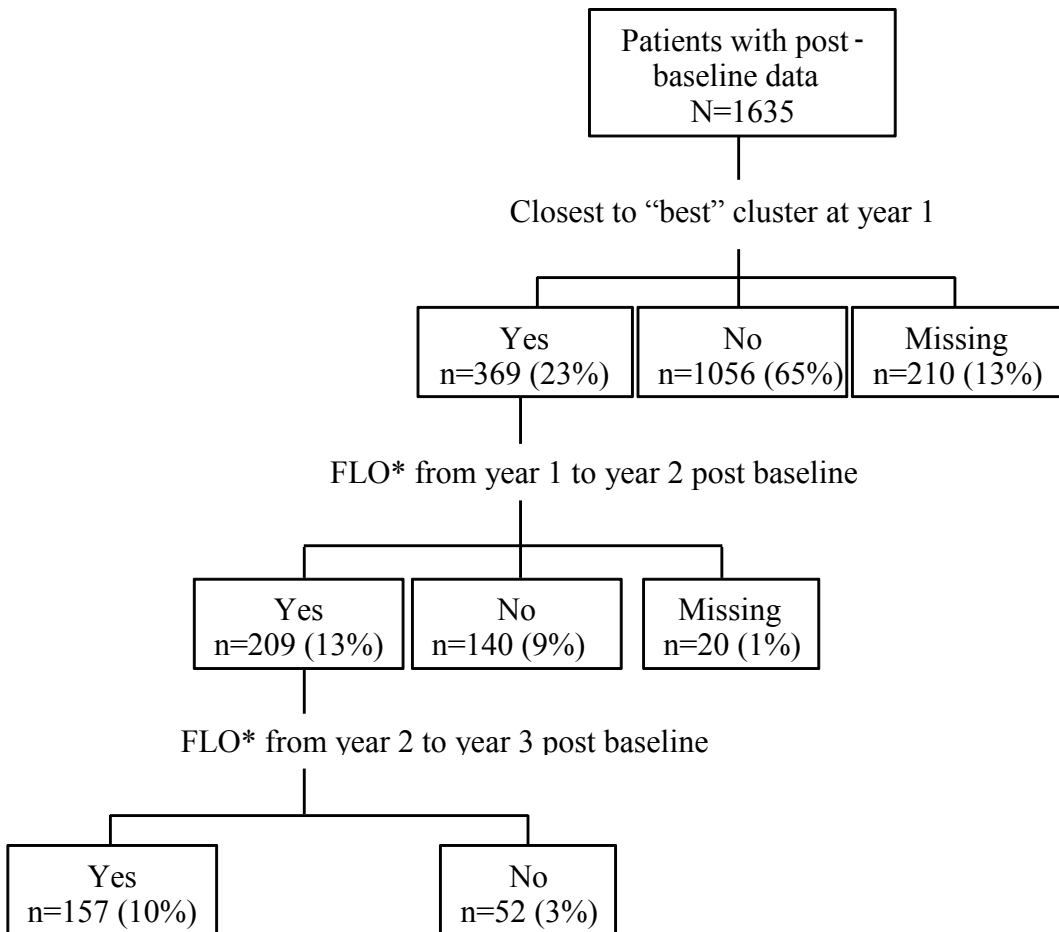 Patients with post-
baseline data
N=1635
Closest to “best” cluster at year 1
Yes
n=369 (23%)
No
n=1056 (65%)
Missing
n=210 (13%)
FLO* from year 1 to year 2 post baseline
Yes
n=209 (13%)
No
n=140 (9%)
Missing
n=20 (1%)
FLO* from year 2 to year 3 post baseline
Yes
n=157 (10%)
No
n=52 (3%)